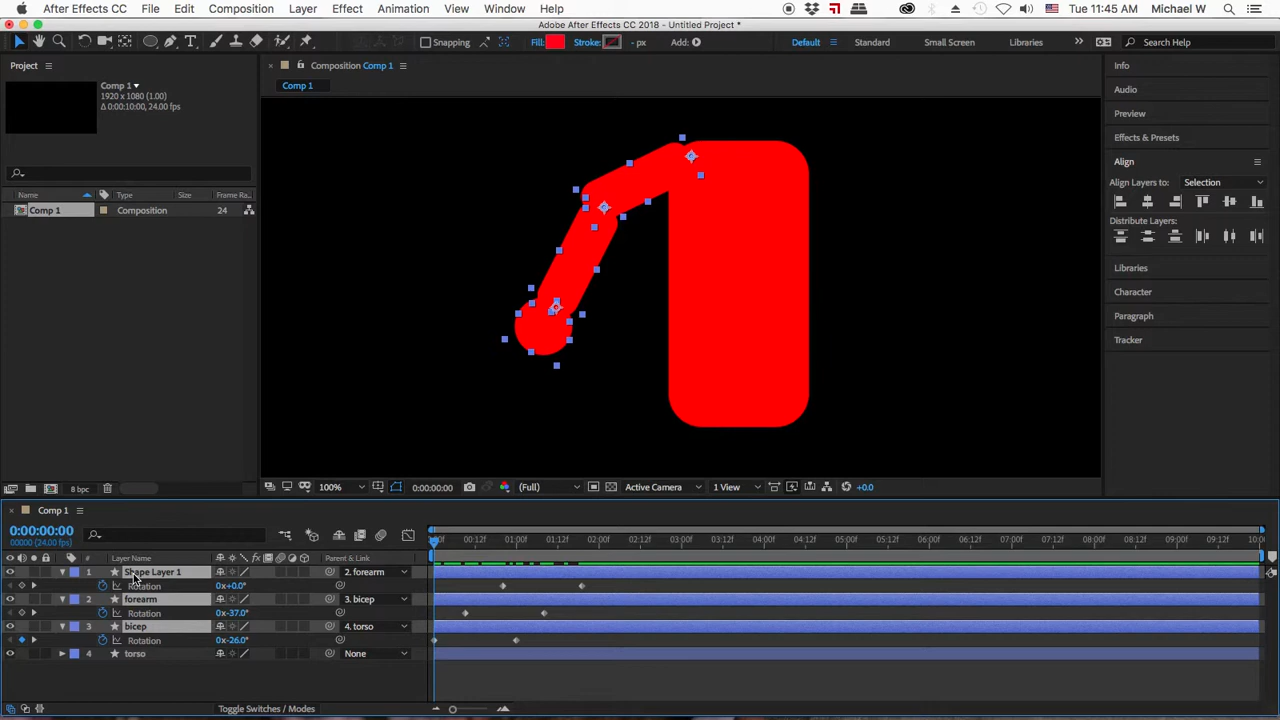 After Effects CC File Edit Composition Layer Effect Animation View Window Help Tue 11:45 AM Michael W
Adobe After Effects CC 2018 - Untitled Project *
Snapping Fill: Stroke: - px Add: Default Standard Small Screen Libraries Search Help
Project Composition Comp 1 Info
Comp 1
1920 x 1080 (1.00)
Δ 0:00:10:00, 24.00 fps
Comp 1
Audio
Preview
Effects & Presets
Align
Align Layers to: Selection
Distribute Layers:
Libraries
Character
Paragraph
Tracker
Name Type Size Frame Ra...
Comp 1 Composition 24
8 bpc 100% 0:00:00:00 (Full) Active Camera 1 View +0.0
Comp 1
0:00:00:00
00000 (24.00 fps)
00:12f 01:00f 01:12f 02:00f 02:12f 03:00f 03:12f 04:00f 04:12f 05:00f 05:12f 06:00f 06:12f 07:00f 07:12f 08:00f 08:12f 09:00f 09:12f 10:0
# Layer Name fx Parent & Link
1 Shape Layer 1 2. forearm
Rotation 0x+0.0°
2 forearm 3. bicep
Rotation 0x-37.0°
3 bicep 4. torso
Rotation 0x-26.0°
4 torso None
Toggle Switches / Modes